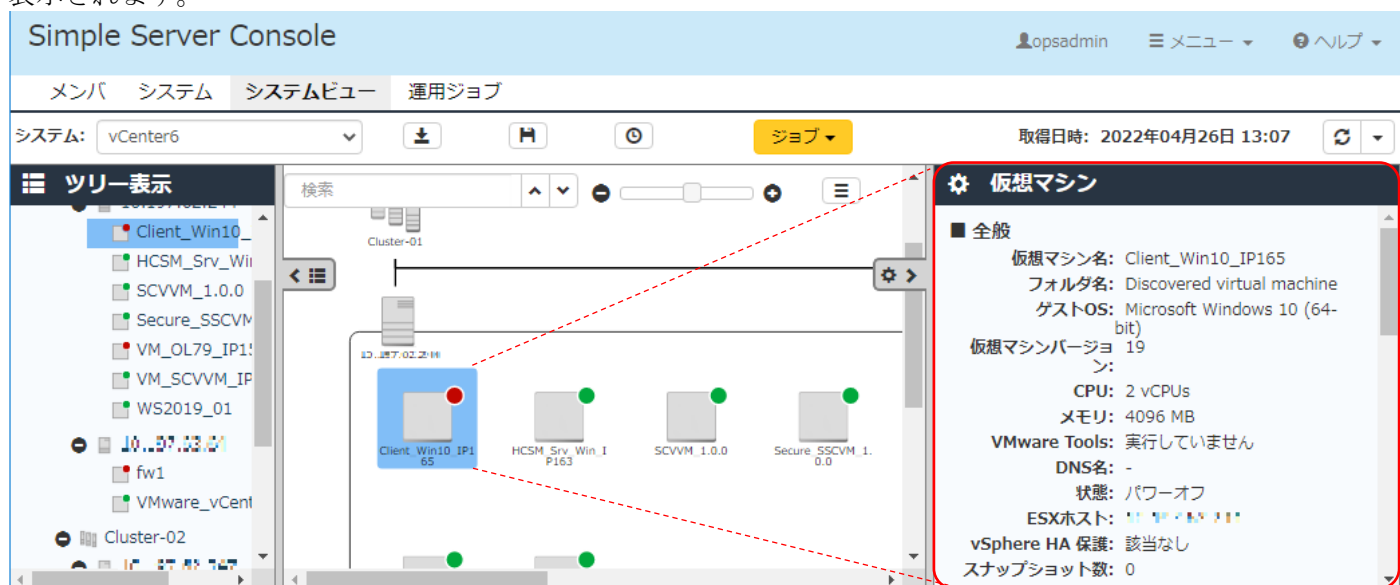 表示されます。
Simple Server Console
opsadmin メニュー ヘルプ
メンバ システム システムビュー 運用ジョブ
システム: vCenter6 ジョブ 取得日時: 2022年04月26日 13:07
ツリー表示
Client_Win10_
HCSM_Srv_Wi
SCVVM_1.0.0
Secure_SSCVM
VM_OL79_IP1
VM_SCVVM_IP
WS2019_01
fw1
VMware_vCent
Cluster-02
検索
Cluster-01
Client_Win10_IP1
65
HCSM_Srv_Win_I
P163
SCVVM_1.0.0
Secure_SSCVM_1.
0.0
仮想マシン
■ 全般
仮想マシン名: Client_Win10_IP165
フォルダ名: Discovered virtual machine
ゲストOS: Microsoft Windows 10 (64-
bit)
仮想マシンバージョ 19
ン:
CPU: 2 vCPUs
メモリ: 4096 MB
VMware Tools: 実行していません
DNS名: -
状態: パワーオフ
ESXホスト:
vSphere HA 保護: 該当なし
スナップショット数: 0